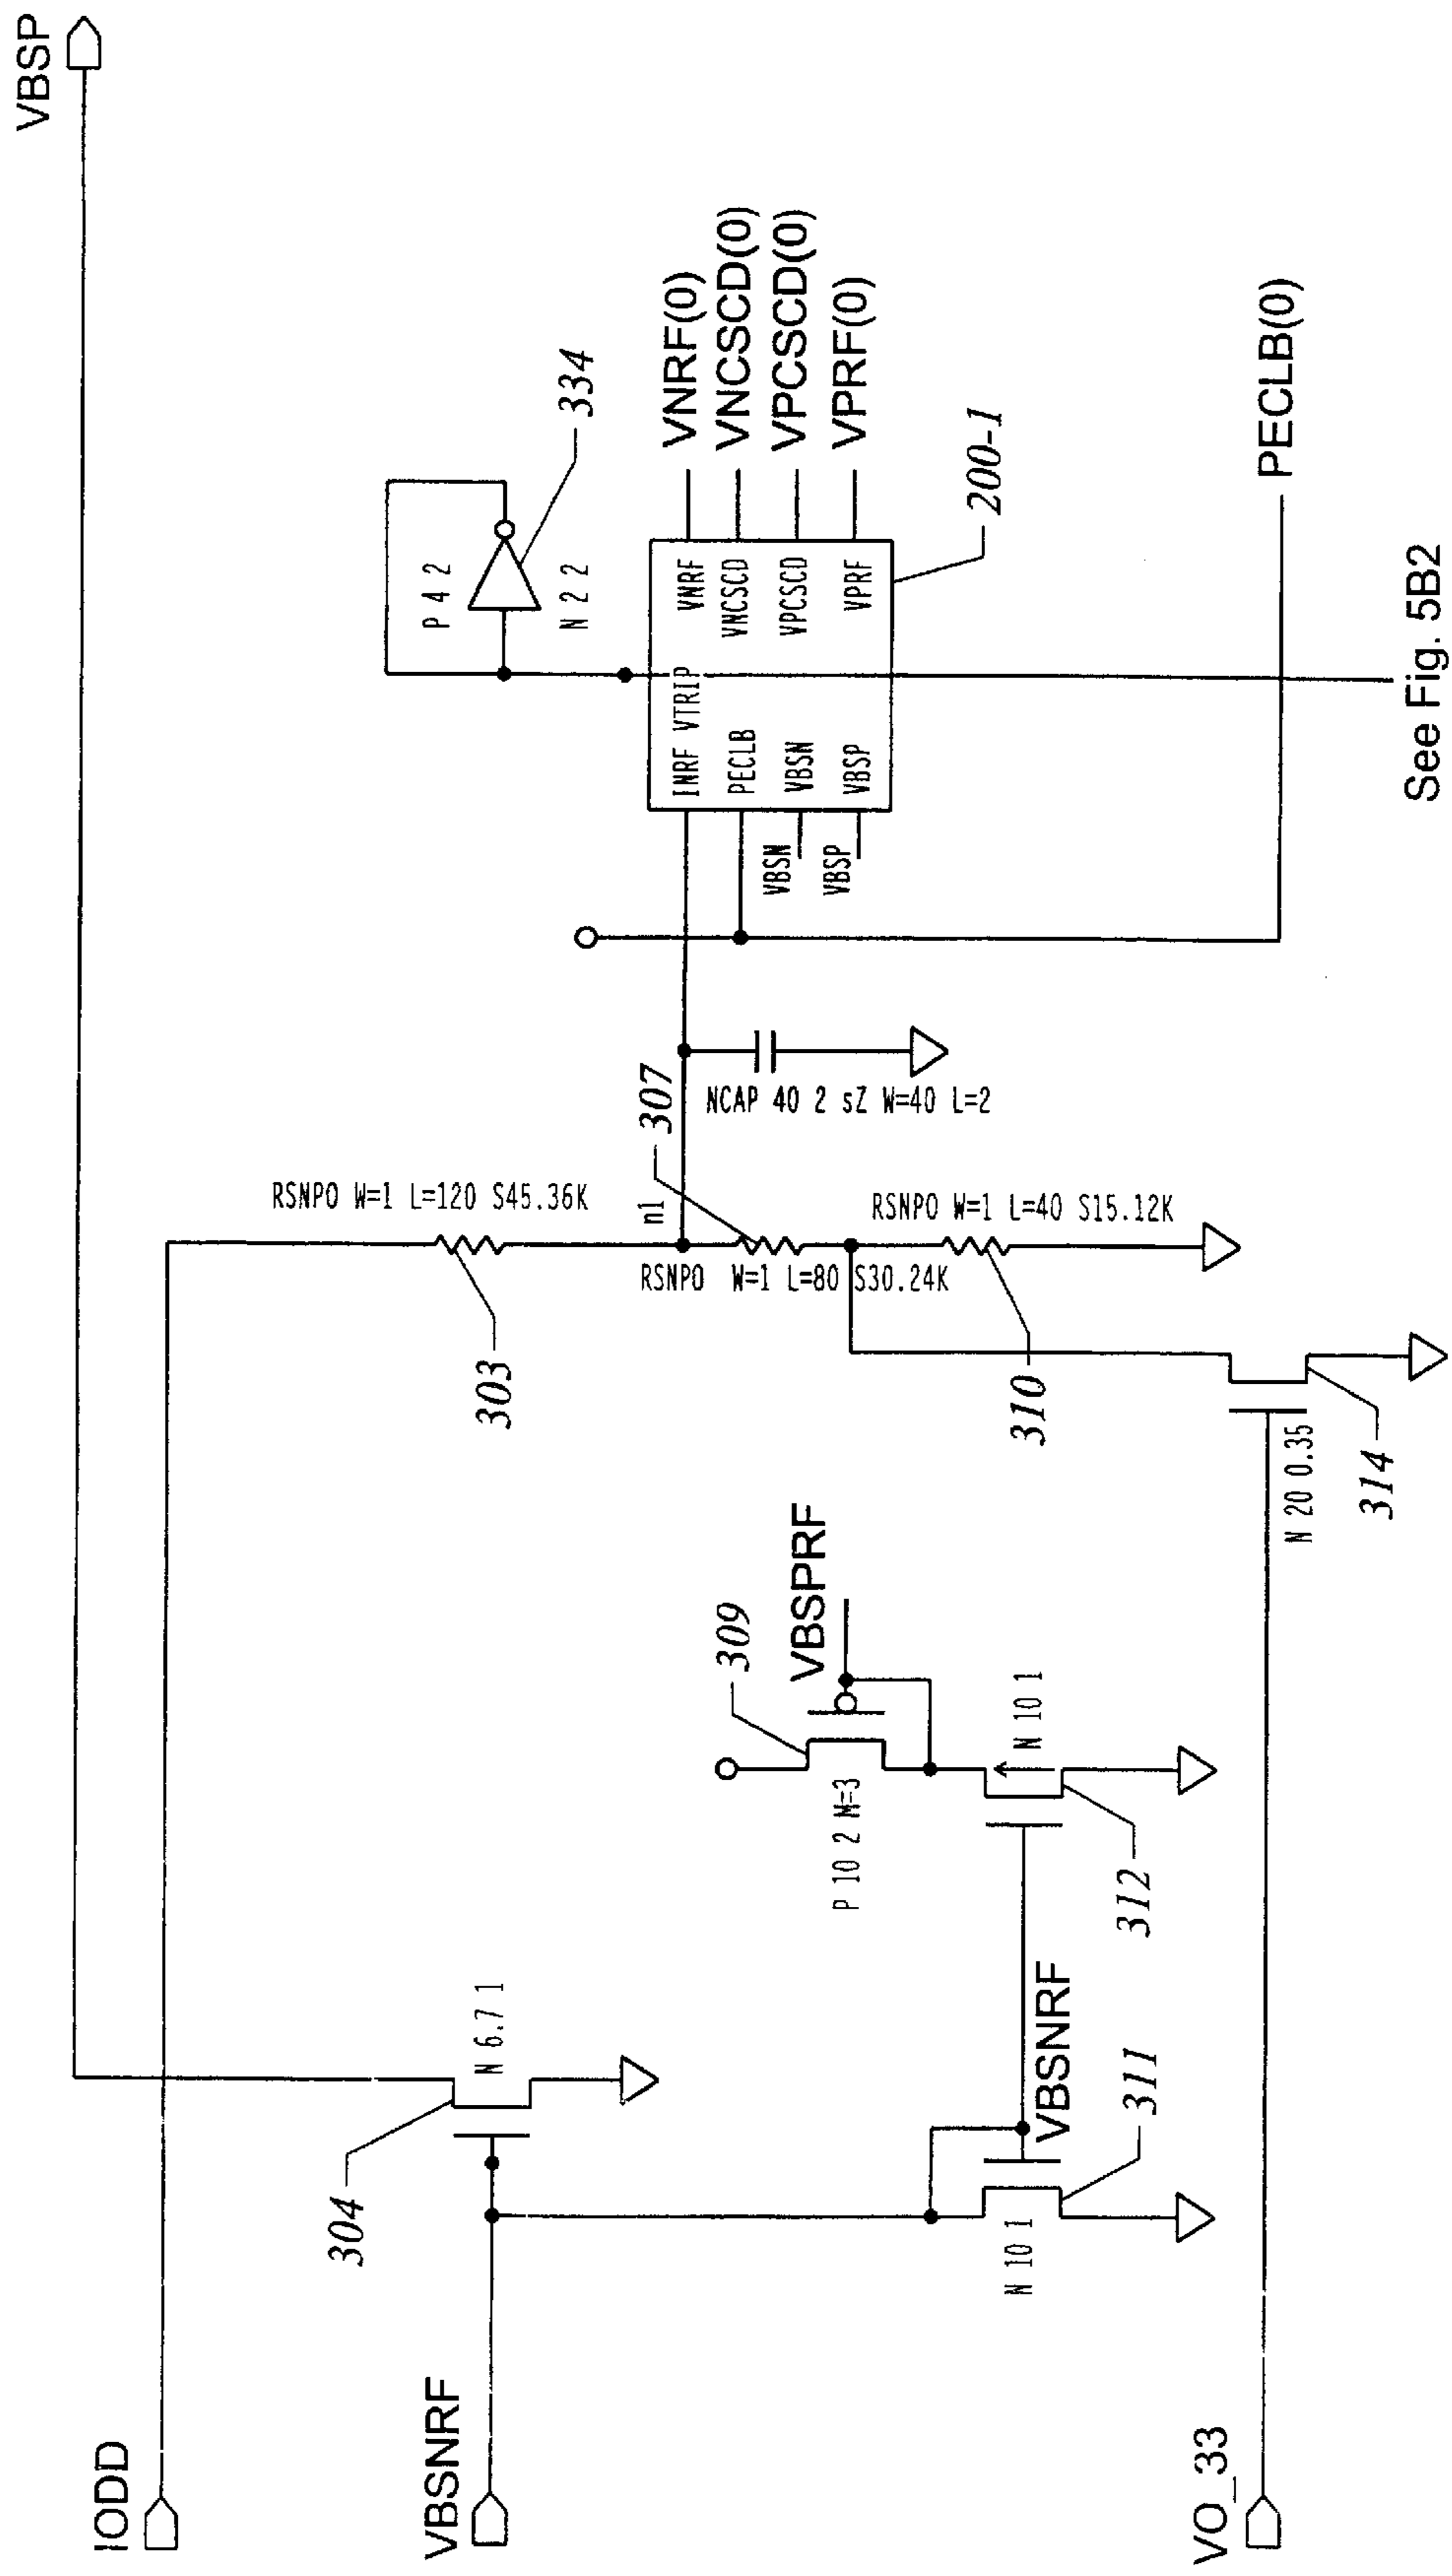 VBSP
IODD
VBSNRF
VO_33
304
N 6.7 1
RSNPO W=1 L=120 S45.36K
303
n1
307
RSNPO W=1 L=80 S30.24K
RSNPO W=1 L=40 S15.12K
310
NCAP 40 2 sZ W=40 L=2
P 4 2
N 2 2
334
INRF VTRIP
PECLB
VBSN
VBSP
VNRF
VNCSCD
VPCSCD
VPRF
VBSN
VBSP
VNRF(0)
VNCSCD(0)
VPCSCD(0)
VPRF(0)
200-1
309
VBSPRF
P 10 2 M=3
N 10 1
312
VBSNRF
N 10 1
311
N 20 0.35
314
PECLB(0)
See Fig. 5B2